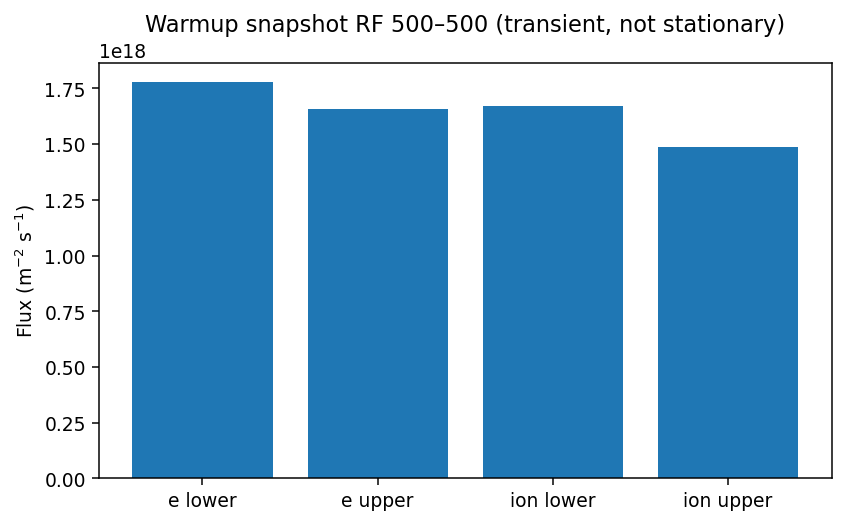 Warmup snapshot RF 500–500 (transient, not stationary)
1e18
Flux (m⁻² s⁻¹)
1.75
1.50
1.25
1.00
0.75
0.50
0.25
0.00
e lower
e upper
ion lower
ion upper